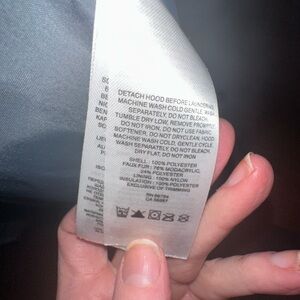 DETACH HOOD BEFORE LAUNDERING
MACHINE WASH COLD GENTLE, WASH
SEPARATELY, DO NOT BLEACH,
TUMBLE DRY LOW, REMOVE PROMPTLY
DO NOT IRON, DO NOT USE FABRIC
SOFTENER, DO NOT DRYCLEAN, HOOD:
MACHINE WASH COLD, GENTLE CYCLE,
WASH SEPARATELY, DO NOT BLEACH,
DRY FLAT, DO NOT IRON
SHELL : 100% POLYESTER
FAUX FUR : 76% MODACRYLIC,
24% POLYESTER
LINING : 100% NYLON
INSULATION : 100% POLYESTER
EXCLUSIVE OF TRIMMING